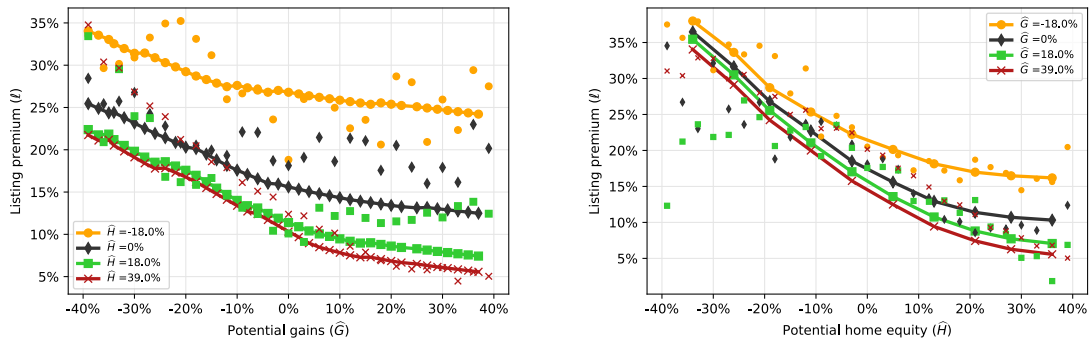 35%
30%
25%
20%
15%
10%
5%
Listing premium (ℓ)
-40% -30% -20% -10% 0% 10% 20% 30% 40%
Potential gains (Ĝ)
Ĥ =-18.0%
Ĥ =0%
Ĥ =18.0%
Ĥ =39.0%
35%
30%
25%
20%
15%
10%
5%
Listing premium (ℓ)
-40% -30% -20% -10% 0% 10% 20% 30% 40%
Potential home equity (Ĥ)
Ĝ =-18.0%
Ĝ =0%
Ĝ =18.0%
Ĝ =39.0%